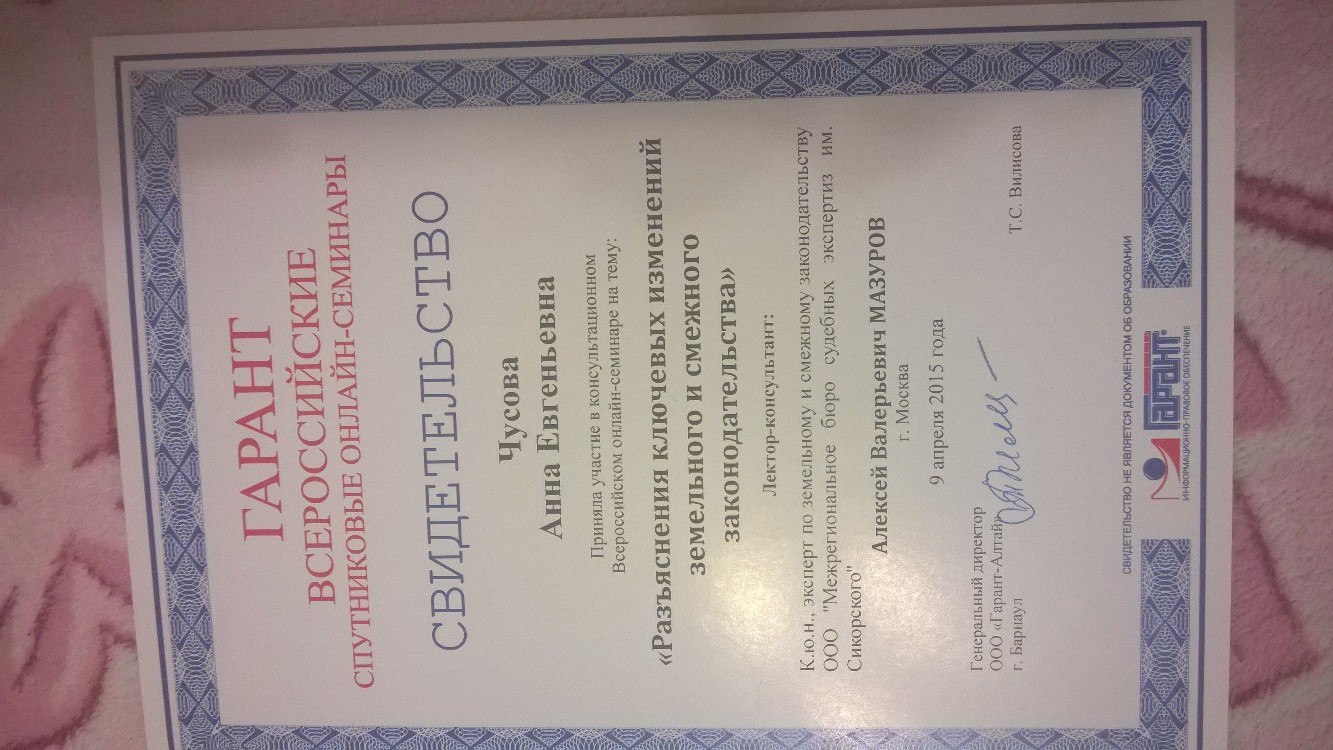 ГАРАНТ
ВСЕРОССИЙСКИЕ
СПУТНИКОВЫЕ ОНЛАЙН-СЕМИНАРЫ
СВИДЕТЕЛЬСТВО
Чусова
Анна Евгеньевна
Приняла участие в консультационном
Всероссийском онлайн-семинаре на тему:
«Разъяснения ключевых изменений
земельного и смежного
законодательства»
Лектор-консультант:
К.ю.н., эксперт по земельному и смежному законодательству
ООО "Межрегиональное бюро судебных экспертиз им.
Сикорского"
Алексей Валерьевич МАЗУРОВ
г. Москва
9 апреля 2015 года
Генеральный директор
ООО «Гарант-Алтай»
г. Барнаул
Т.С. Вилисова
СВИДЕТЕЛЬСТВО НЕ ЯВЛЯЕТСЯ ДОКУМЕНТОМ ОБ ОБРАЗОВАНИИ
ГАРАНТ
ИНФОРМАЦИОННО-ПРАВОВОЕ ОБЕСПЕЧЕНИЕ